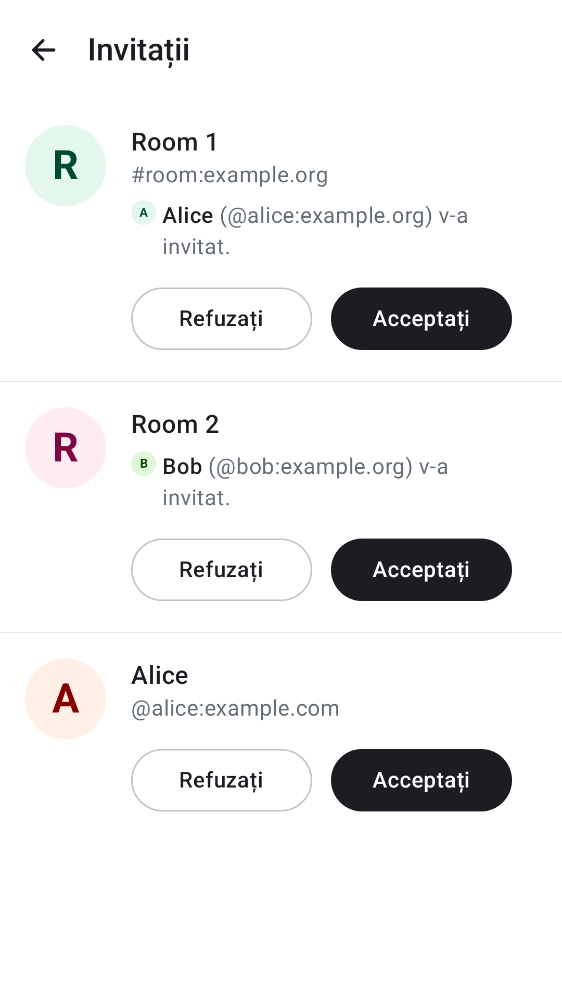 Invitații
R
Room 1
#room:example.org
A Alice (@alice:example.org) v-a
invitat.
Refuzați Acceptați
R
Room 2
B Bob (@bob:example.org) v-a
invitat.
Refuzați Acceptați
A
Alice
@alice:example.com
Refuzați Acceptați